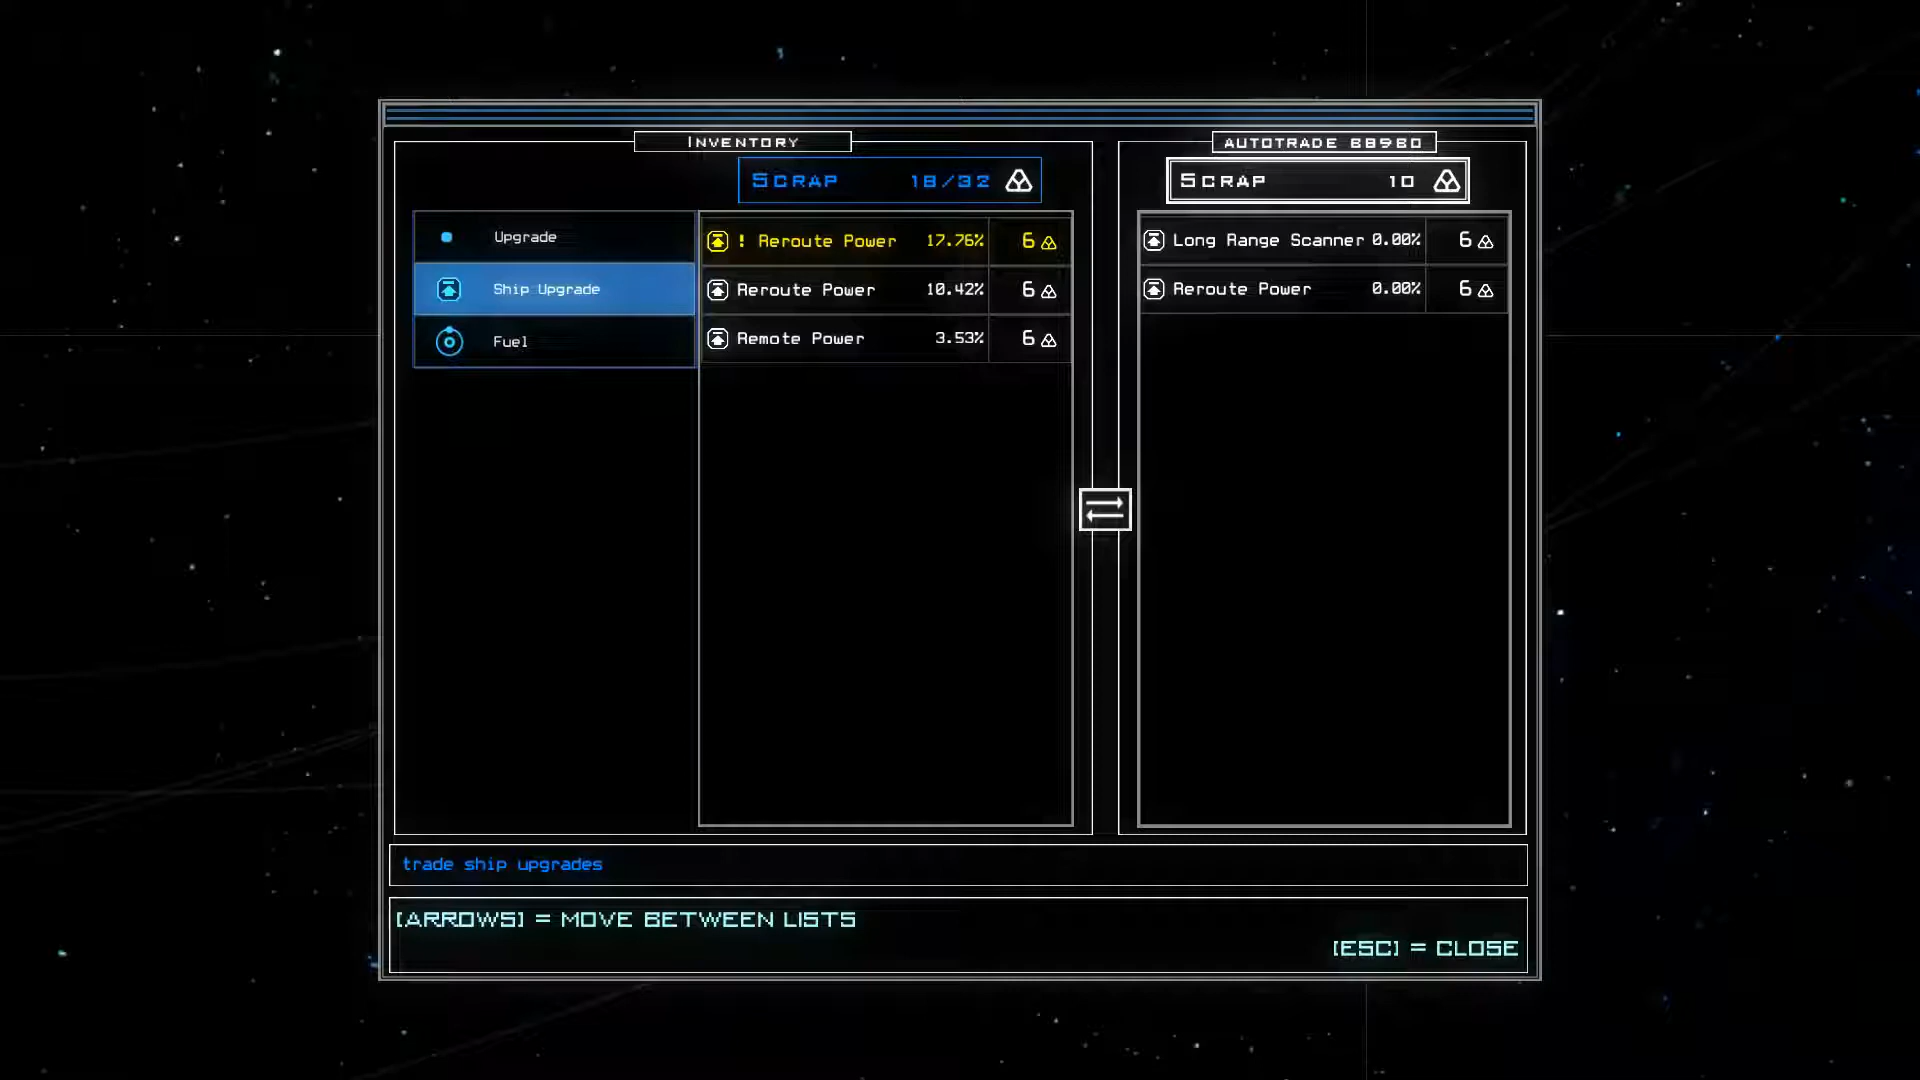 INVENTORY
SCRAP 18/32
Upgrade
Ship Upgrade
Fuel
! Reroute Power 17.76% 6
Reroute Power 10.42% 6
Remote Power 3.53% 6
AUTOTRADE B89B0
SCRAP 10
Long Range Scanner 0.00% 6
Reroute Power 0.00% 6
trade ship upgrades
[ARROWS] = MOVE BETWEEN LISTS
[ESC] = CLOSE